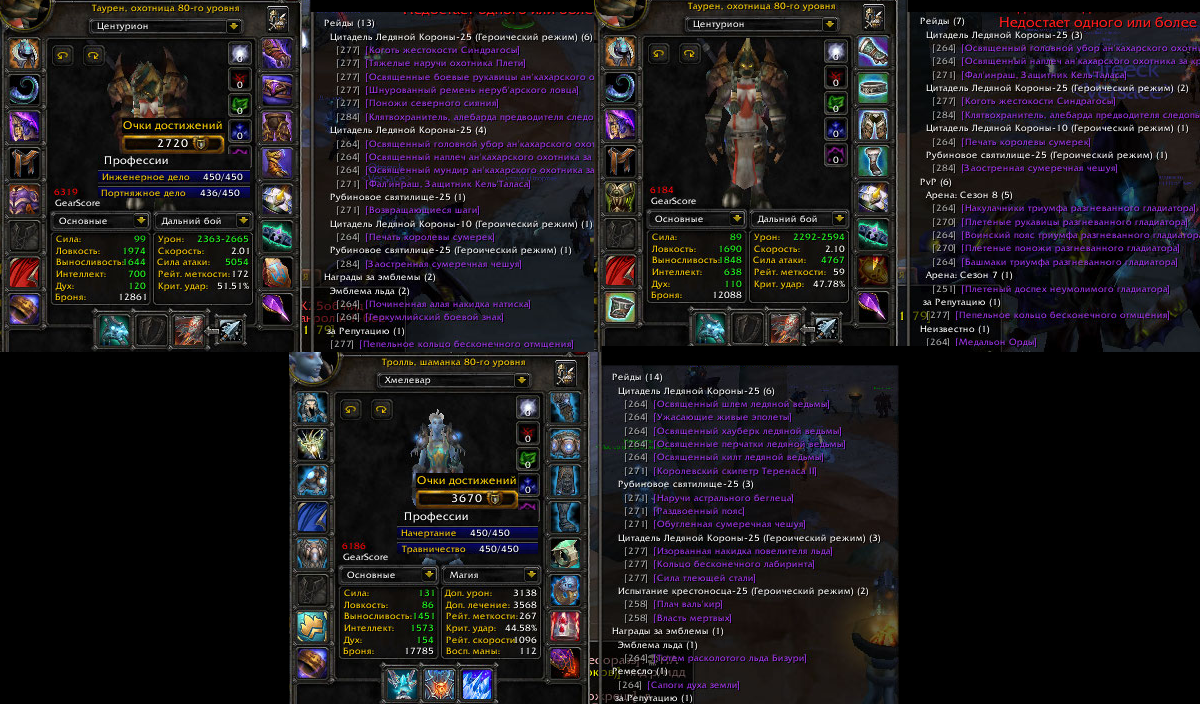 Таурен, охотница 80-го уровня
Центурион
Очки достижений
2720
Профессии
Инженерное дело 450/450
Портняжное дело 436/450
6319
GearScore
Основные
Дальний бой
Сила: 99
Ловкость: 1974
Выносливость: 1644
Интеллект: 700
Дух: 120
Броня: 12861
Урон: 2363-2665
Скорость: 2.01
Сила атаки: 5054
Рейт. меткости: 172
Крит. удар: 51.51%
Рейды (13)
Цитадель Ледяной Короны-25 (Героический режим) (6)
[277] [Коготь жестокости Синдрагосы]
[277] [Тяжелые наручи охотника Плети]
[277] [Освященные боевые рукавицы ан'кахарского о
[277] [Шнурованный ремень неруб'арского ловца]
[277] [Поножи северного сияния]
[284] [Клятвохранитель, алебарда предводителя следо
Цитадель Ледяной Короны-25 (4)
[264] [Освященный головной убор ан'кахарского охот
[264] [Освященный наплеч ан'кахарского охотника за
[264] [Освященный мундир ан'кахарского охотника за
[271] [Фал'инраш, Защитник Кель'Таласа]
Рубиновое святилище-25 (1)
[271] [Возвращающиеся шаги]
Цитадель Ледяной Короны-10 (Героический режим) (1)
[264] [Печать королевы сумерек]
Рубиновое святилище-25 (Героический режим) (1)
[284] [Заостренная сумеречная чешуя]
Награды за эмблемы (2)
Эмблема льда (2)
[264] [Починенная алая накидка натиска]
[264] [Геркумлийский боевой знак]
за Репутацию (1)
[277] [Пепельное кольцо бесконечного отмщения]
Таурен, охотница 80-го уровня
Центурион
6184
GearScore
Основные
Дальний бой
Сила: 89
Ловкость: 1690
Выносливость: 1848
Интеллект: 638
Дух: 110
Броня: 12088
Урон: 2292-2594
Скорость: 2.10
Сила атаки: 4767
Рейт. меткости: 59
Крит. удар: 47.78%
Недостает одного или более
Рейды (7)
Цитадель Ледяной Короны-25 (3)
[264] [Освященный головной убор ан'кахарского охотн
[264] [Освященный наплеч ан'кахарского охотника за кр
[271] [Фал'инраш, Защитник Кель'Таласа]
Цитадель Ледяной Короны-25 (Героический режим) (2)
[277] [Коготь жестокости Синдрагосы]
[284] [Клятвохранитель, алебарда предводителя следопы
Цитадель Ледяной Короны-10 (Героический режим) (1)
[264] [Печать королевы сумерек]
Рубиновое святилище-25 (Героический режим) (1)
[284] [Заостренная сумеречная чешуя]
PvP (6)
Арена: Сезон 8 (5)
[264] [Накулачники триумфа разгневанного гладиатора]
[270] [Плетеные рукавицы разгневанного гладиатора]
[264] [Воинский пояс триумфа разгневанного гладиатора
[270] [Плетеные поножи разгневанного гладиатора]
[264] [Башмаки триумфа разгневанного гладиатора]
Арена: Сезон 7 (1)
[251] [Плетеный доспех неумолимого гладиатора]
за Репутацию (1)
[277] [Пепельное кольцо бесконечного отмщения]
Неизвестно (1)
[264] [Медальон Орды]
Тролль, шаманка 80-го уровня
Хмелевар
Очки достижений
3670
Профессии
Начертание 450/450
Травничество 450/450
6186
GearScore
Основные
Магия
Сила: 131
Ловкость: 86
Выносливость: 1451
Интеллект: 1573
Дух: 154
Броня: 17785
Доп. урон: 3138
Доп. лечение: 3568
Рейт. меткости: 267
Крит. удар: 44.58%
Рейт. скорости: 1096
Восп. маны: 112
Рейды (14)
Цитадель Ледяной Короны-25 (6)
[264] [Освященный шлем ледяной ведьмы]
[264] [Ужасающие живые эполеты]
[264] [Освященный хауберк ледяной ведьмы]
[264] [Освященные перчатки ледяной ведьмы]
[264] [Освященный килт ледяной ведьмы]
[271] [Королевский скипетр Теренаса II]
Рубиновое святилище-25 (3)
[271] [Наручи астрального беглеца]
[271] [Раздвоенный пояс]
[271] [Обугленная сумеречная чешуя]
Цитадель Ледяной Короны-25 (Героический режим) (3)
[277] [Изорванная накидка повелителя льда]
[277] [Кольцо бесконечного лабиринта]
[277] [Сила тлеющей стали]
Испытание крестоносца-25 (Героический режим) (2)
[258] [Плач валь'кир]
[258] [Власть мертвых]
Награды за эмблемы (1)
Эмблема льда (1)
[264] [Тотем расколотого льда Бизури]
Ремесло (1)
[264] [Сапоги духа земли]
за Репутацию (1)